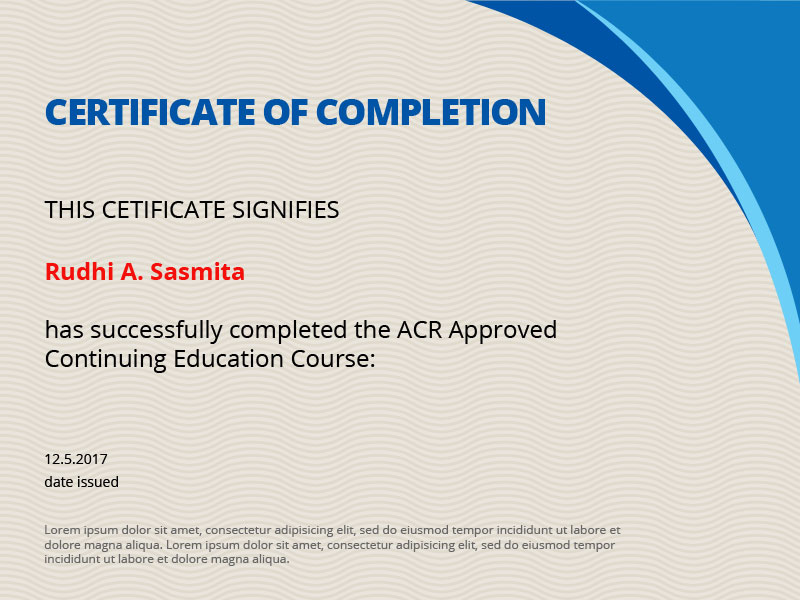 CERTIFICATE OF COMPLETION
THIS CETIFICATE SIGNIFIES
Rudhi A. Sasmita
has successfully completed the ACR Approved
Continuing Education Course:
12.5.2017
date issued
Lorem ipsum dolor sit amet, consectetur adipisicing elit, sed do eiusmod tempor incididunt ut labore et
dolore magna aliqua. Lorem ipsum dolor sit amet, consectetur adipisicing elit, sed do eiusmod tempor
incididunt ut labore et dolore magna aliqua.